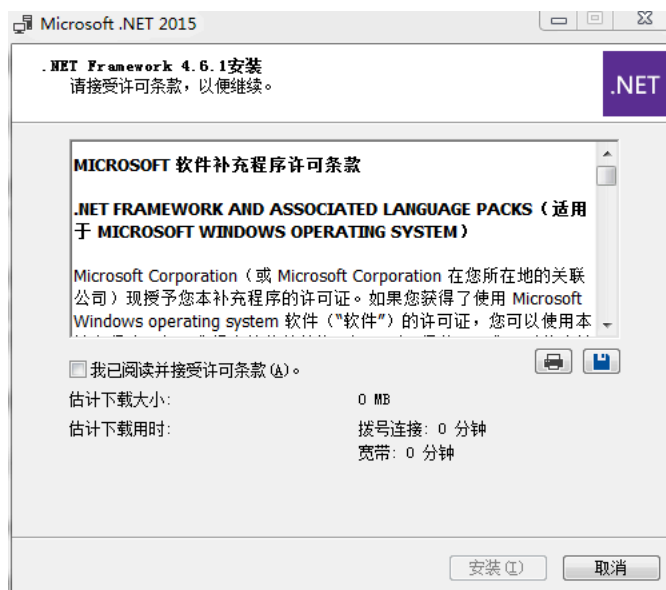 Microsoft .NET 2015
.NET Framework 4.6.1安装
请接受许可条款，以便继续。
.NET
MICROSOFT 软件补充程序许可条款
.NET FRAMEWORK AND ASSOCIATED LANGUAGE PACKS（适用
于 MICROSOFT WINDOWS OPERATING SYSTEM）
Microsoft Corporation（或 Microsoft Corporation 在您所在地的关联
公司）现授予您本补充程序的许可证。如果您获得了使用 Microsoft
Windows operating system 软件（“软件”）的许可证，您可以使用本
我已阅读并接受许可条款(A)。
估计下载大小: 0 MB
估计下载用时: 拨号连接: 0 分钟
宽带: 0 分钟
安装(I) 取消